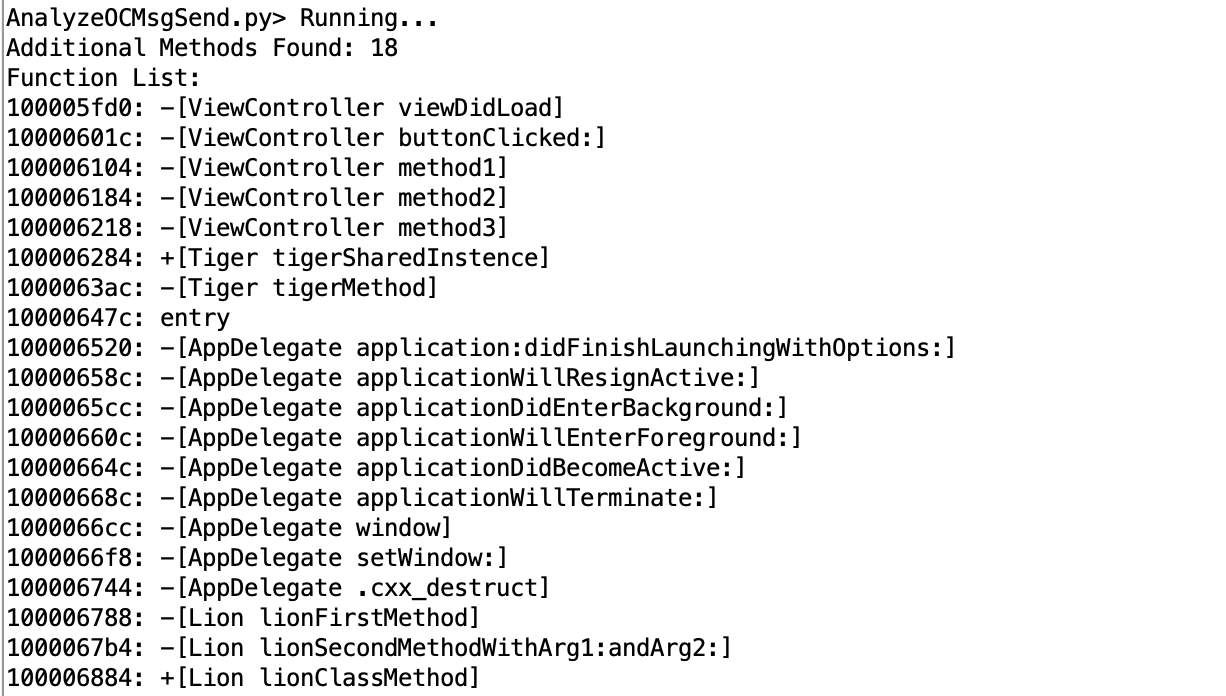 AnalyzeOCMsgSend.py> Running...
Additional Methods Found: 18
Function List:
100005fd0: -[ViewController viewDidLoad]
10000601c: -[ViewController buttonClicked:]
100006104: -[ViewController method1]
100006184: -[ViewController method2]
100006218: -[ViewController method3]
100006284: +[Tiger tigerSharedInstence]
1000063ac: -[Tiger tigerMethod]
10000647c: entry
100006520: -[AppDelegate application:didFinishLaunchingWithOptions:]
10000658c: -[AppDelegate applicationWillResignActive:]
1000065cc: -[AppDelegate applicationDidEnterBackground:]
10000660c: -[AppDelegate applicationWillEnterForeground:]
10000664c: -[AppDelegate applicationDidBecomeActive:]
10000668c: -[AppDelegate applicationWillTerminate:]
1000066cc: -[AppDelegate window]
1000066f8: -[AppDelegate setWindow:]
100006744: -[AppDelegate .cxx_destruct]
100006788: -[Lion lionFirstMethod]
1000067b4: -[Lion lionSecondMethodWithArg1:andArg2:]
100006884: +[Lion lionClassMethod]